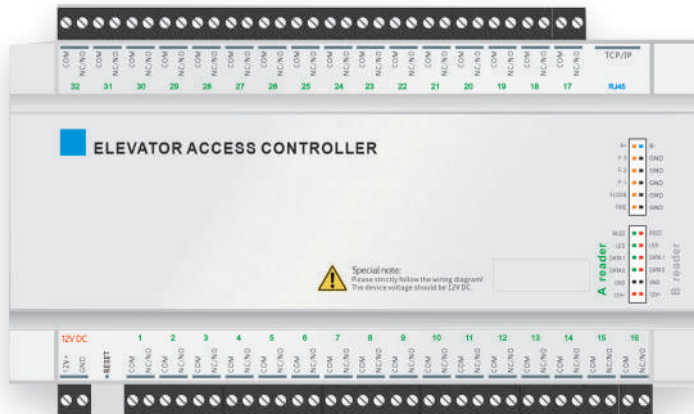 COM NC/NO COM NC/NO COM NC/NO COM NC/NO COM NC/NO COM NC/NO COM NC/NO COM NC/NO COM NC/NO COM NC/NO COM NC/NO COM NC/NO COM NC/NO COM NC/NO COM NC/NO COM NC/NO TCP/IP
32 31 30 29 28 27 26 25 24 23 22 21 20 19 18 17 RJ45
ELEVATOR ACCESS CONTROLLER
GND
GND
GND
GND
GND
BUZZ BUZZ
LED LED
DATA1 DATA1
DATA0 DATA0
GND GND
12V+ 12V+
A reader
B reader
Special note:
Please strictly follow the wiring diagram!
The device voltage should be 12V DC.
12V DC 1 2 3 4 5 6 7 8 9 10 11 12 13 14 15 16
12V+ GND RESET COM NC/NO COM NC/NO COM NC/NO COM NC/NO COM NC/NO COM NC/NO COM NC/NO COM NC/NO COM NC/NO COM NC/NO COM NC/NO COM NC/NO COM NC/NO COM NC/NO COM NC/NO COM NC/NO